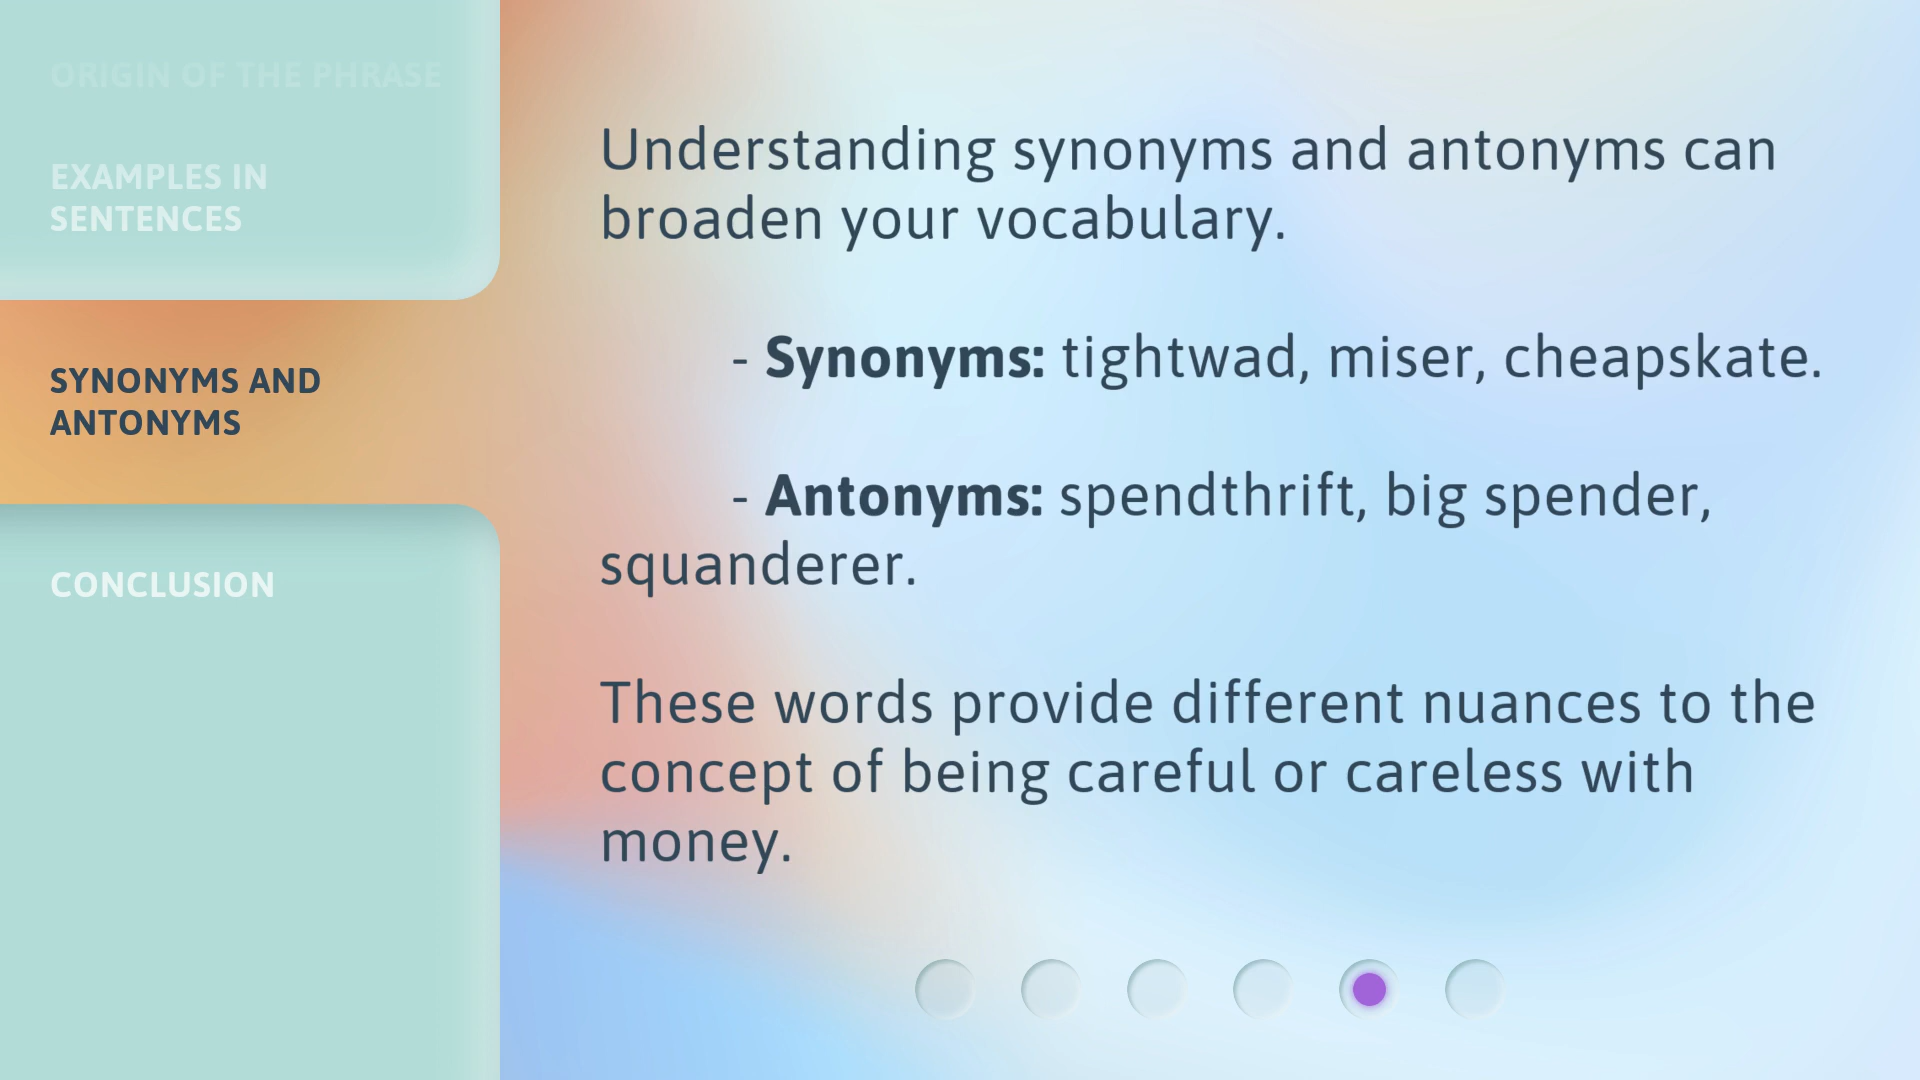 ORIGIN OF THE PHRASE
EXAMPLES IN
SENTENCES
SYNONYMS AND
ANTONYMS
CONCLUSION
Understanding synonyms and antonyms can
broaden your vocabulary.
- Synonyms: tightwad, miser, cheapskate.
- Antonyms: spendthrift, big spender,
squanderer.
These words provide different nuances to the
concept of being careful or careless with
money.